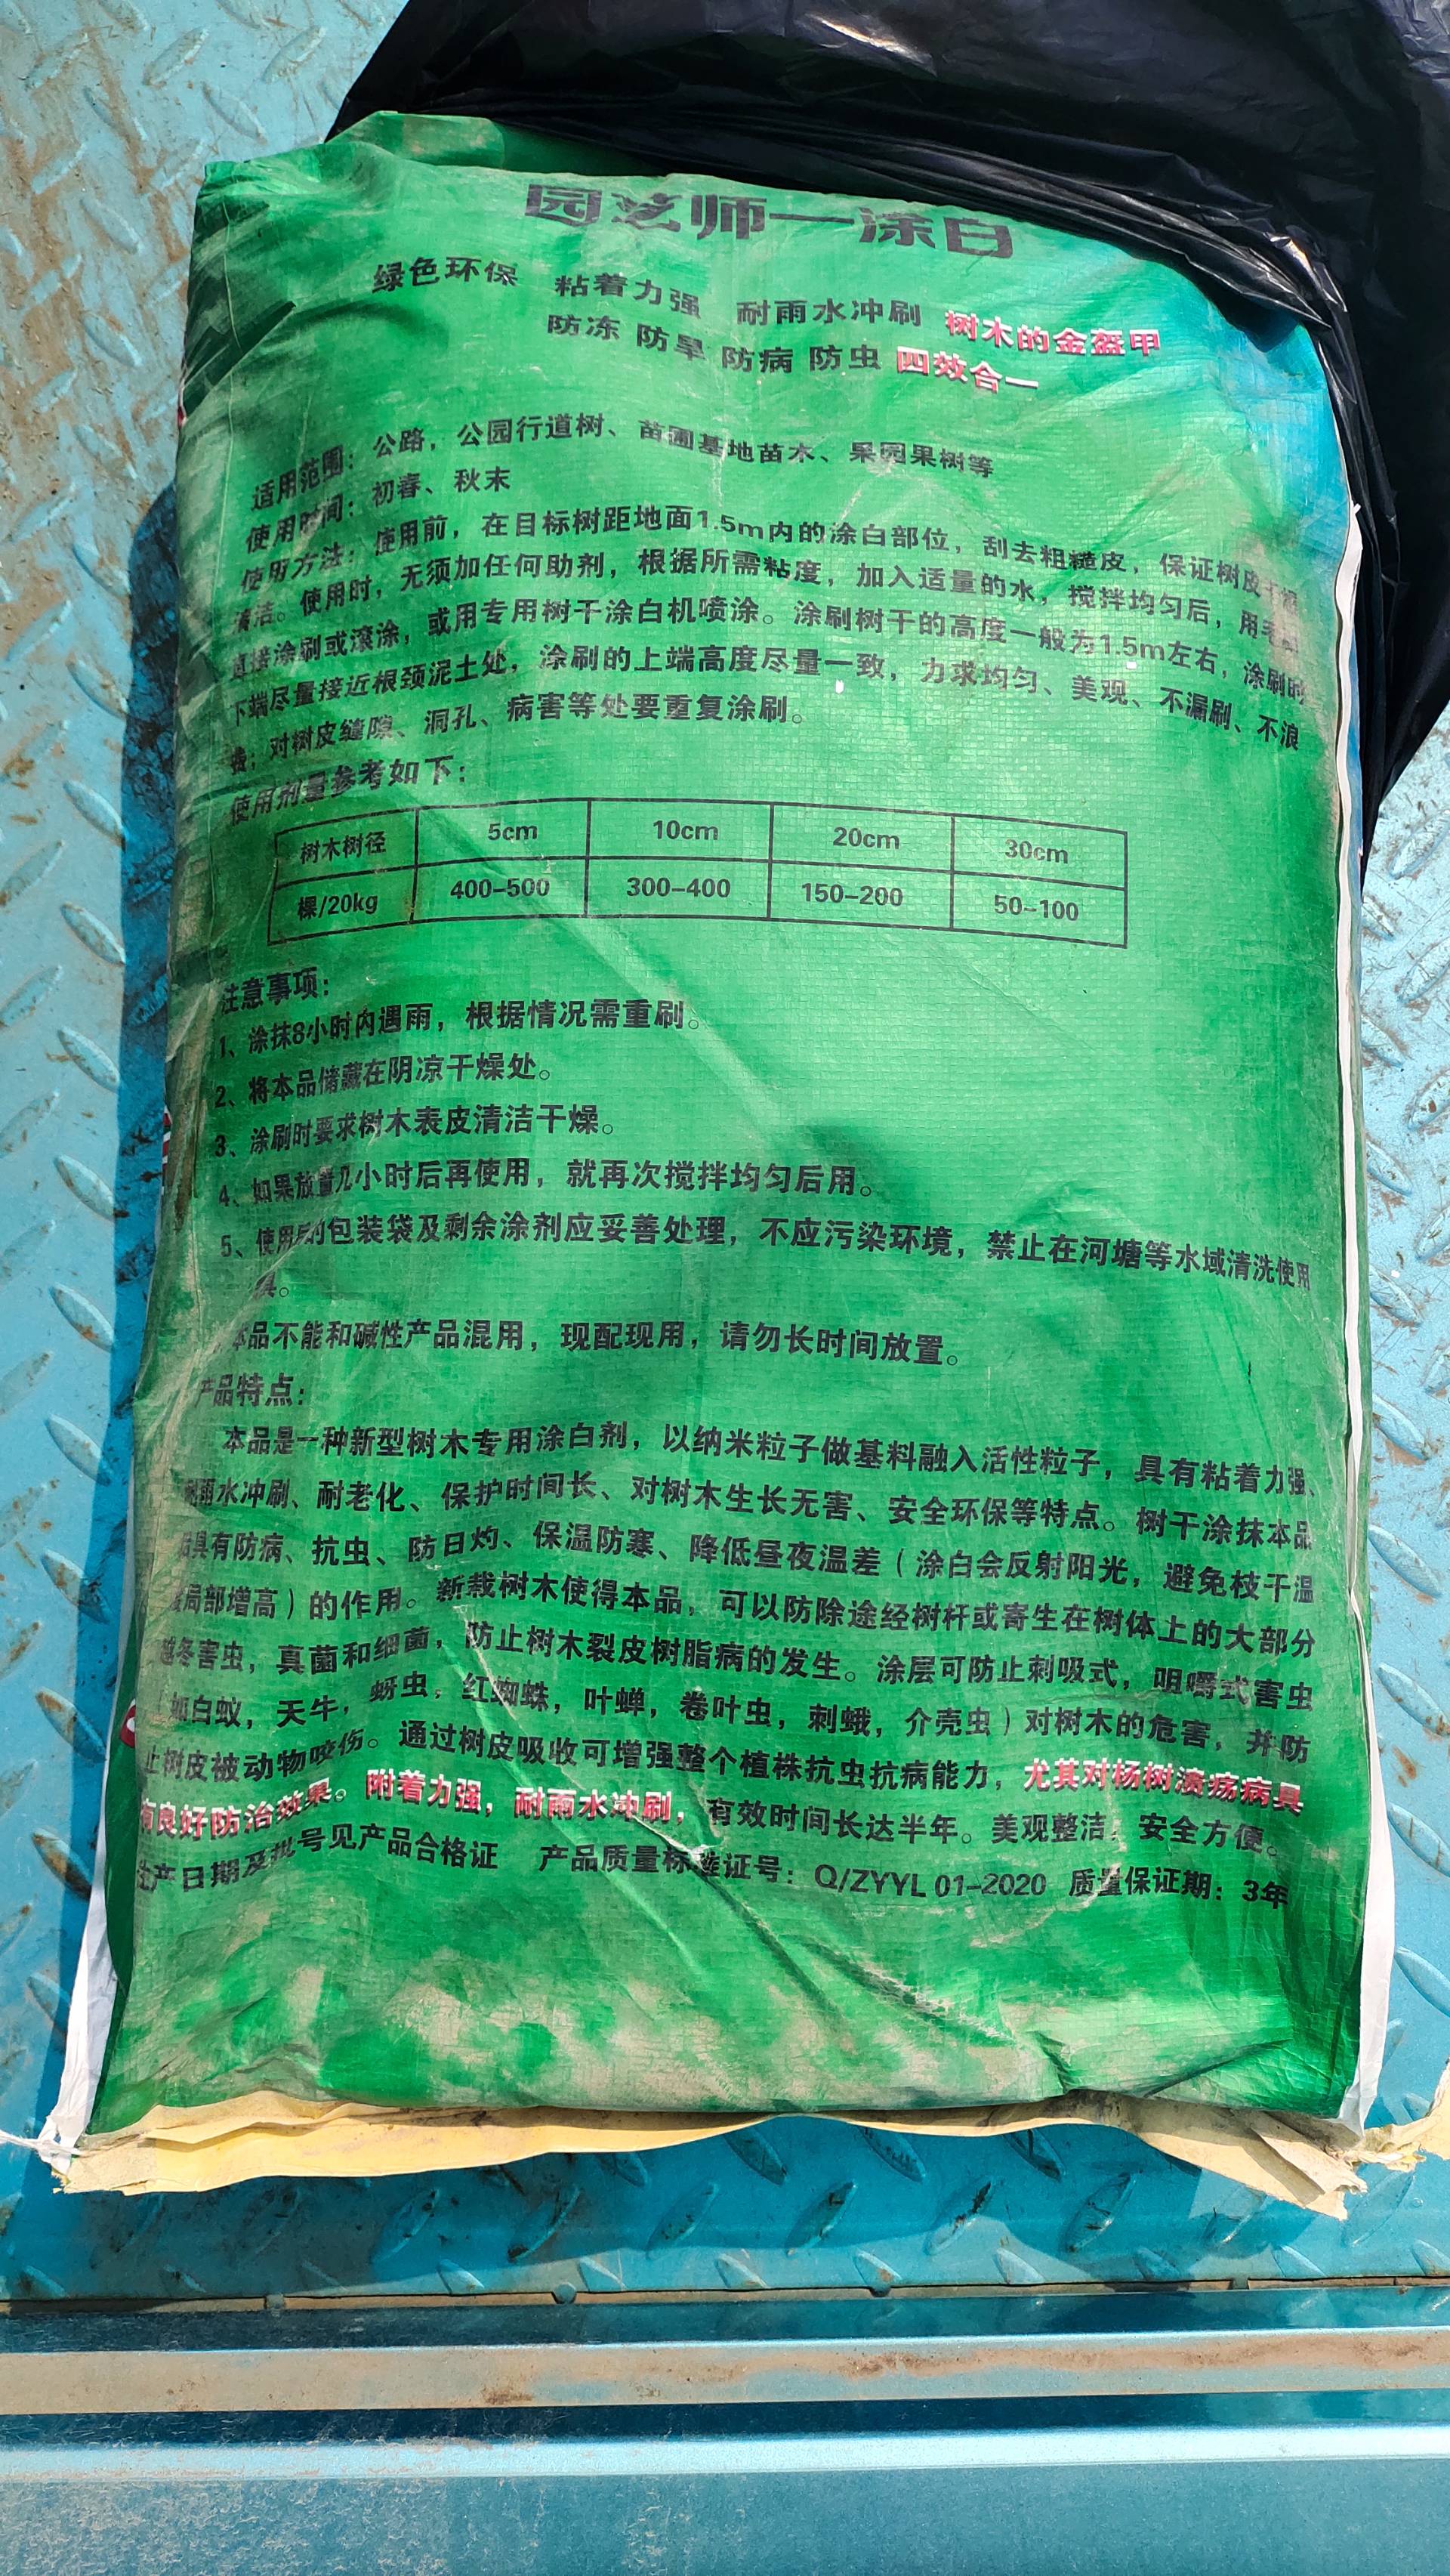 园艺师一涂白
绿色环保 粘着力强 耐雨水冲刷 树木的金盔甲
防冻 防旱 防病 防虫 四效合一
适用范围：公路，公园行道树、苗圃基地苗木、果园果树等
使用时间：初春、秋末
使用方法：使用前，在目标树距地面1.5m内的涂白部位，刮去粗糙皮，保证树皮干燥
清洁。使用时，无须加任何助剂，根据所需粘度，加入适量的水，搅拌均匀后，用毛
直接涂刷或滚涂，或用专用树干涂白机喷涂。涂刷树干的高度一般为1.5m左右，涂刷时
下端尽量接近根颈泥土处，涂刷的上端高度尽量一致，力求均匀、美观、不漏刷、不浪
费；对树皮缝隙、洞孔、病害等处要重复涂刷。
使用剂量参考如下：
树木树径 5cm 10cm 20cm 30cm
棵/20kg 400-500 300-400 150-200 50-100
注意事项：
1、涂抹8小时内遇雨，根据情况需重刷。
2、将本品储藏在阴凉干燥处。
3、涂刷时要求树木表皮清洁干燥。
4、如果放置几小时后再使用，就再次搅拌均匀后用。
5、使用后的包装袋及剩余涂剂应妥善处理，不应污染环境，禁止在河塘等水域清洗使用
具。
本品不能和碱性产品混用，现配现用，请勿长时间放置。
产品特点：
本品是一种新型树木专用涂白剂，以纳米粒子做基料融入活性粒子，具有粘着力强、
耐雨水冲刷、耐老化、保护时间长、对树木生长无害、安全环保等特点。树干涂抹本品
具有防病、抗虫、防日灼、保温防寒、降低昼夜温差（涂白会反射阳光，避免枝干温
局部增高）的作用。新栽树木使得本品，可以防除途经树杆或寄生在树体上的大部分
越冬害虫，真菌和细菌，防止树木裂皮树脂病的发生。涂层可防止刺吸式，咀嚼式害虫
如白蚁，天牛，蚜虫，红蜘蛛，叶蝉，卷叶虫，刺蛾，介壳虫）对树木的危害，并防
止树皮被动物咬伤。通过树皮吸收可增强整个植株抗虫抗病能力，尤其对杨树溃疡病具
有良好防治效果。附着力强，耐雨水冲刷，有效时间长达半年。美观整洁，安全方便。
生产日期及批号见产品合格证 产品质量标准证号：Q/ZYYL 01-2020 质量保证期：3年